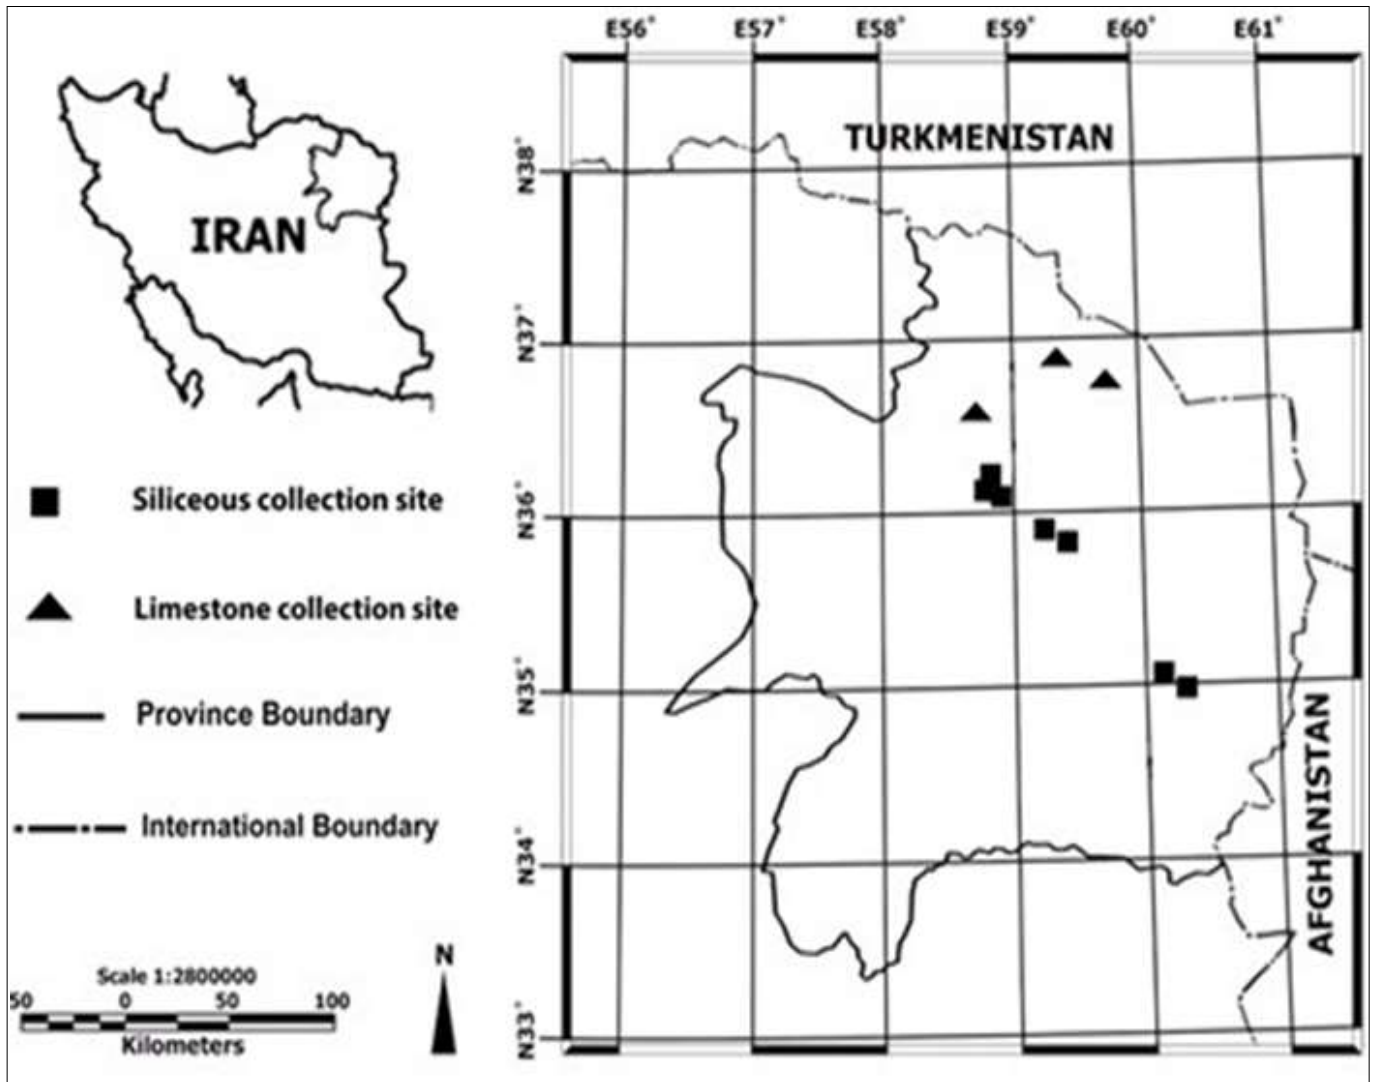 E56° E57° E58° E59° E60° E61°
TURKMENISTAN
N38°
IRAN
N37°
Siliceous collection site
N36°
Limestone collection site
N35°
Province Boundary
AFGHANISTAN
International Boundary
N34°
N
Scale 1:2800000
50 0 50 100
Kilometers
N33°